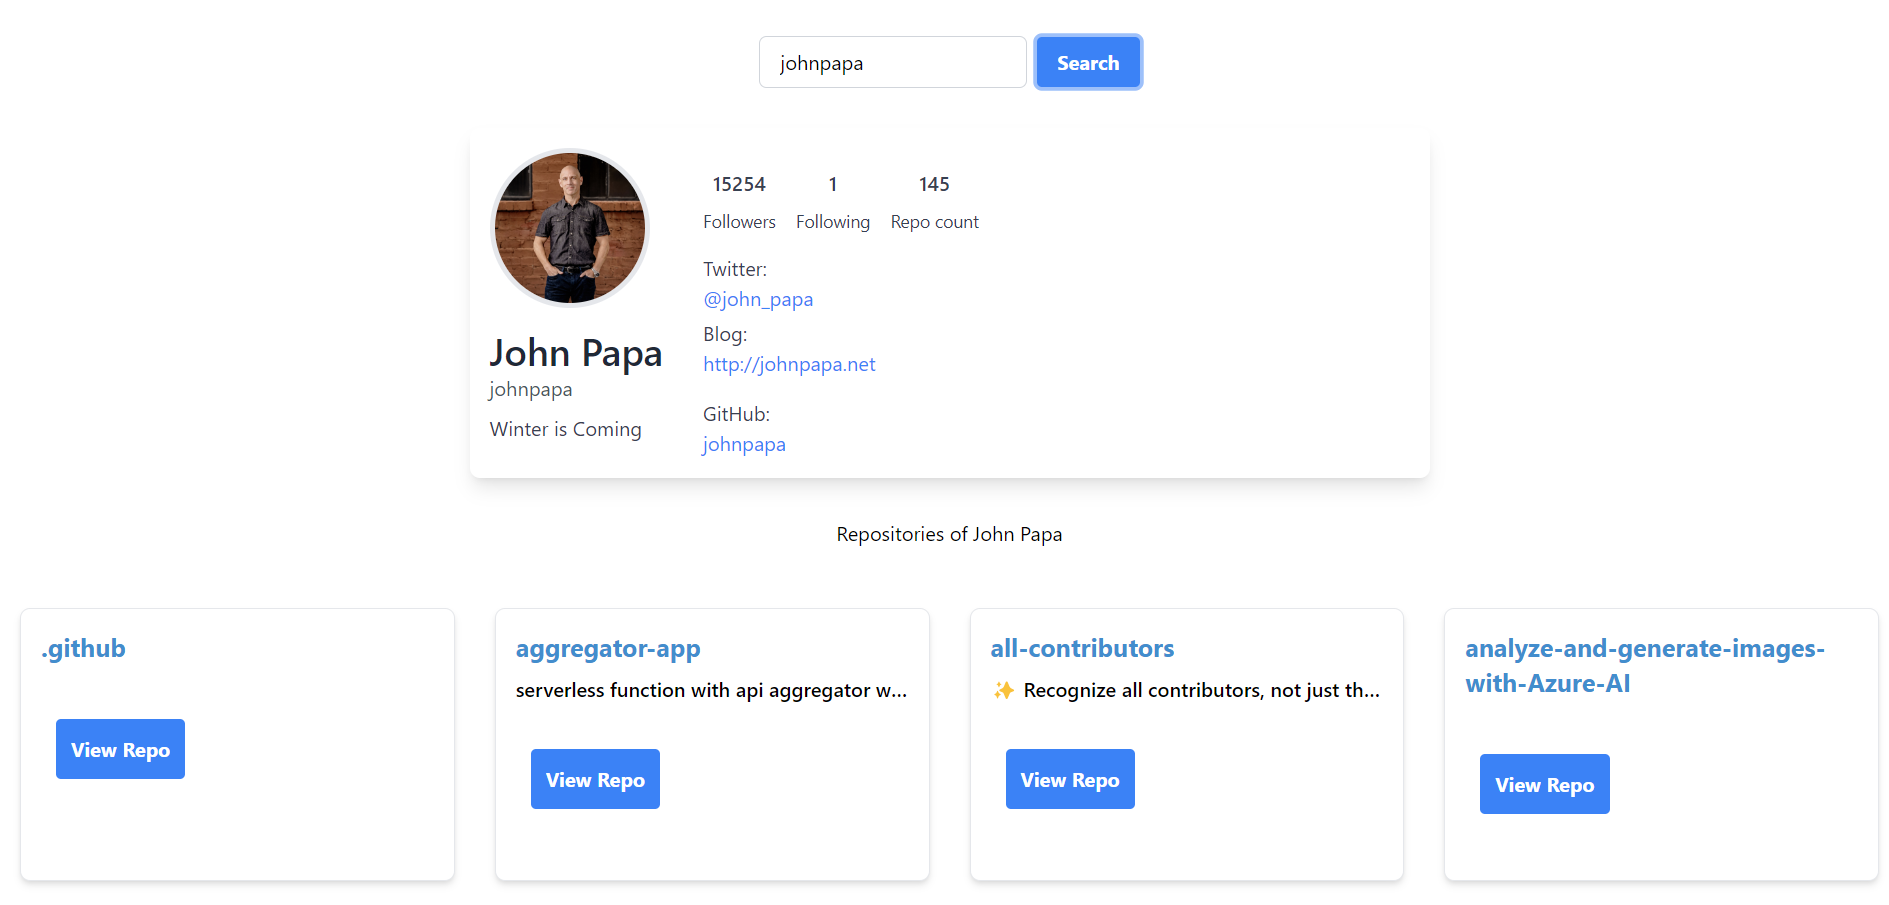 johnpapa
Search
15254
1
145
Followers
Following
Repo count
Twitter:
@john_papa
Blog:
http://johnpapa.net
GitHub:
johnpapa
John Papa
johnpapa
Winter is Coming
Repositories of John Papa
.github
View Repo
aggregator-app
serverless function with api aggregator w...
View Repo
all-contributors
✨ Recognize all contributors, not just th...
View Repo
analyze-and-generate-images-
with-Azure-AI
View Repo